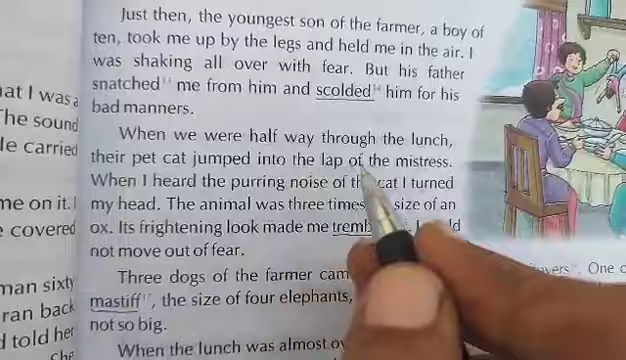 Just then, the youngest son of the farmer, a boy of
ten, took me up by the legs and held me in the air. I
was shaking all over with fear. But his father
snatched¹³ me from him and scolded¹⁴ him for his
bad manners.
When we were half way through the lunch,
their pet cat jumped into the lap of the mistress.
When I heard the purring noise of the cat I turned
my head. The animal was three times size of an
ox. Its frightening look made me
not move out of fear.
Three dogs of the farmer
mastiff, the size of four elephants,
not so big.
When the lunch was almost
hat I was a
The sound
le carried
me on it. I
covered
man sixty
ran back
told her
One